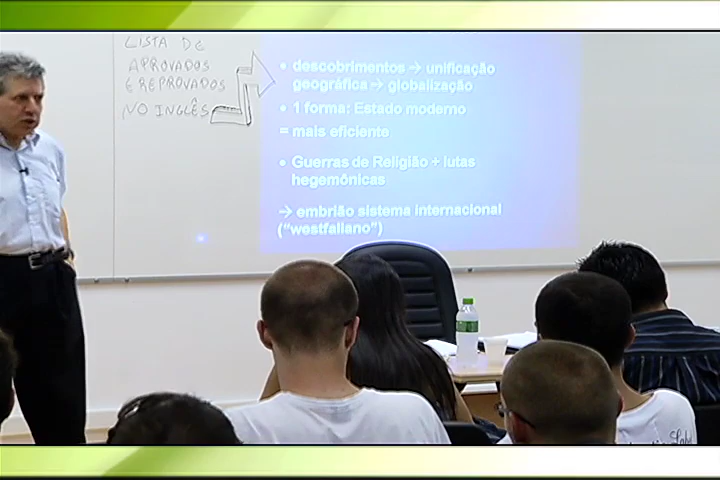 LISTA DE
APROVADOS
E REPROVADOS
NO INGLÊS
• descobrimentos → unificação
geográfica → globalização
• 1 forma: Estado moderno
= mais eficiente
• Guerras de Religião + lutas
hegemônicas
→ embrião sistema internacional
("westfaliano")